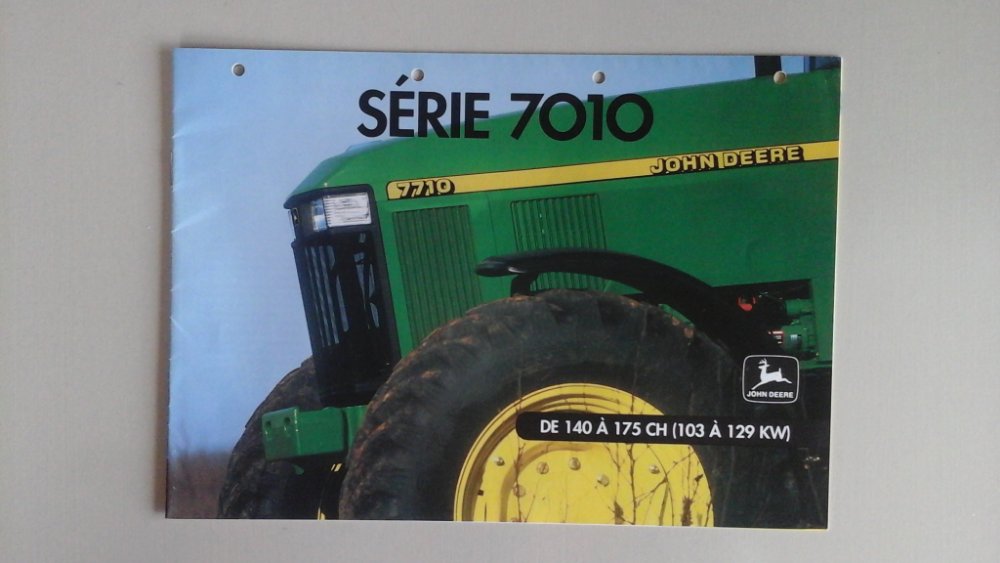 SÉRIE 7010
7710
JOHN DEERE
JOHN DEERE
DE 140 À 175 CH (103 À 129 KW)